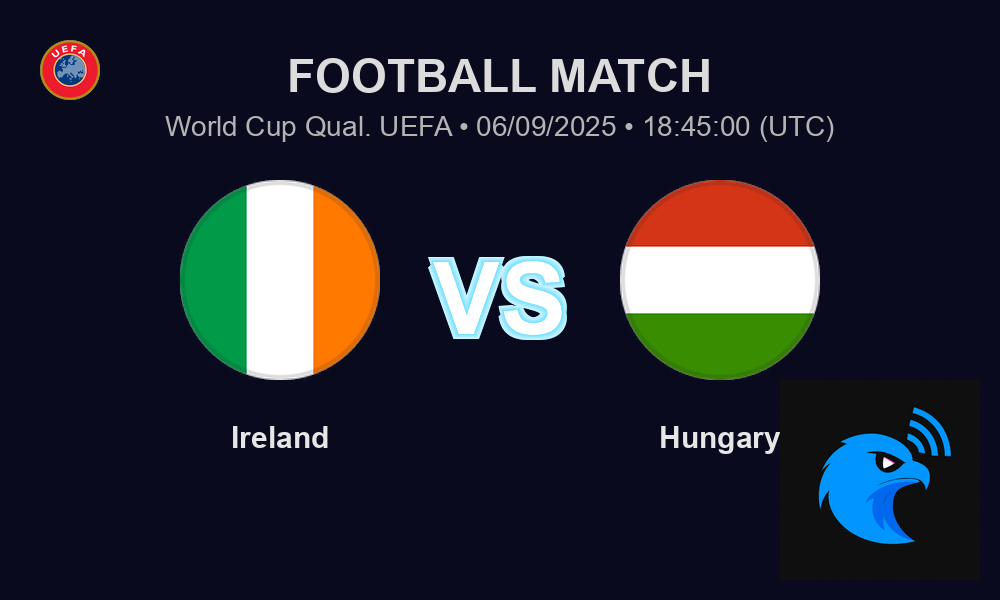 UEFA
FOOTBALL MATCH
World Cup Qual. UEFA • 06/09/2025 • 18:45:00 (UTC)
VS
Ireland
Hungary